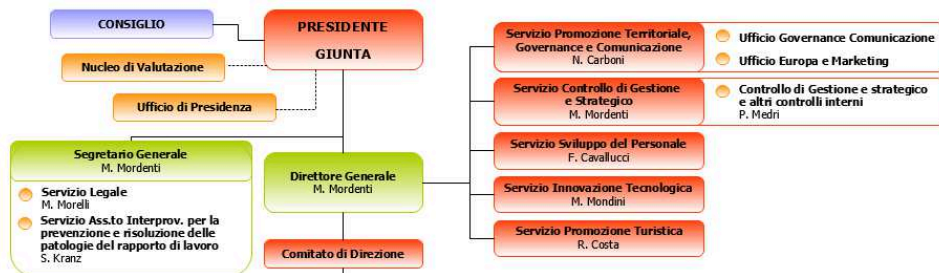 CONSIGLIO
PRESIDENTE
GIUNTA
Nucleo di Valutazione
Ufficio di Presidenza
Segretario Generale
M. Mordenti
Servizio Legale
M. Morelli
Servizio Ass.to Interprov. per la
prevenzione e risoluzione delle
patologie del rapporto di lavoro
S. Kranz
Direttore Generale
M. Mordenti
Comitato di Direzione
Servizio Promozione Territoriale,
Governance e Comunicazione
N. Carboni
Ufficio Governance Comunicazione
Ufficio Europa e Marketing
Servizio Controllo di Gestione
e Strategico
M. Mordenti
Controllo di Gestione e strategico
e altri controlli interni
P. Medri
Servizio Sviluppo del Personale
F. Cavallucci
Servizio Innovazione Tecnologica
M. Mondini
Servizio Promozione Turistica
R. Costa